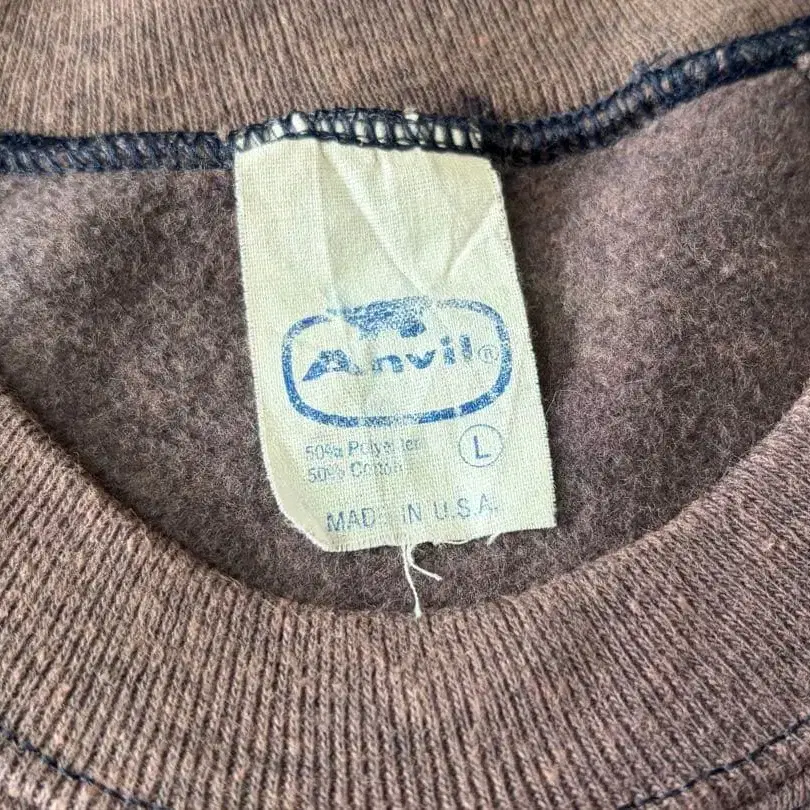 Anvil®
50% Polyester
50% Cotton
L
MADE IN U.S.A.